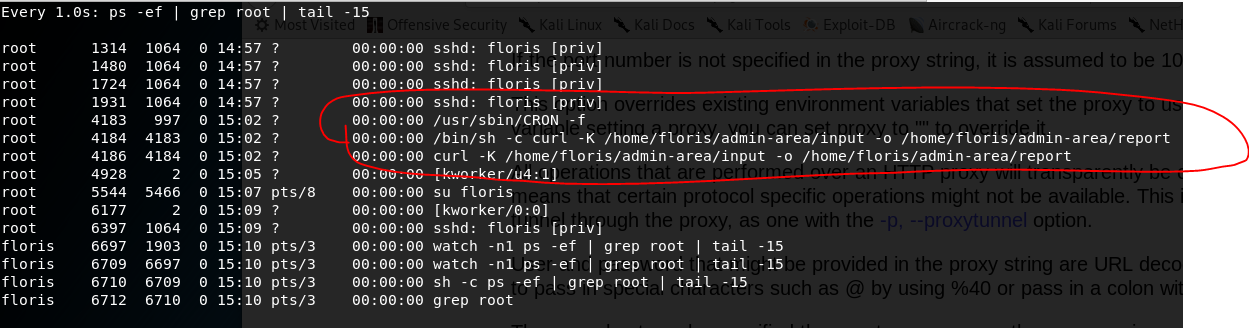 Every 1.0s: ps -ef | grep root | tail -15
Most Visited Offensive Security Kali Linux Kali Docs Kali Tools Exploit-DB Aircrack-ng Kali Forums NetH
number is not specified in the proxy string, it is assumed to be 10
root 1314 1064 0 14:57 ? 00:00:00 sshd: floris [priv]
root 1480 1064 0 14:57 ? 00:00:00 sshd: floris [priv]
root 1724 1064 0 14:57 ? 00:00:00 sshd: floris [priv]
root 1931 1064 0 14:57 ? 00:00:00 sshd: floris [priv]
overrides existing environment variables that set the proxy to us
root 4183 997 0 15:02 ? 00:00:00 /usr/sbin/CRON -f
variable setting a proxy, you can set proxy to "" to override it.
root 4184 4183 0 15:02 ? 00:00:00 /bin/sh -c curl -K /home/floris/admin-area/input -o /home/floris/admin-area/report
root 4186 4184 0 15:02 ? 00:00:00 curl -K /home/floris/admin-area/input -o /home/floris/admin-area/report
root 4928 2 0 15:05 ? 00:00:00 [kworker/u4:1]
operations that are performed over an HTTP proxy will transparently be
root 5544 5466 0 15:07 pts/8 00:00:00 su floris
means that certain protocol specific operations might not be available. This i
root 6177 2 0 15:09 ? 00:00:00 [kworker/0:0]
tunnel through the proxy, as one with the -p, --proxytunnel option.
root 6397 1064 0 15:09 ? 00:00:00 sshd: floris [priv]
floris 6697 1903 0 15:10 pts/3 00:00:00 watch -n1 ps -ef | grep root | tail -15
floris 6709 6697 0 15:10 pts/3 00:00:00 watch -n1 ps -ef | grep root | tail -15
User and password that might be provided in the proxy string are URL deco
floris 6710 6709 0 15:10 pts/3 00:00:00 sh -c ps -ef | grep root | tail -15
to pass in special characters such as @ by using %40 or pass in a colon wit
floris 6712 6710 0 15:10 pts/3 00:00:00 grep root